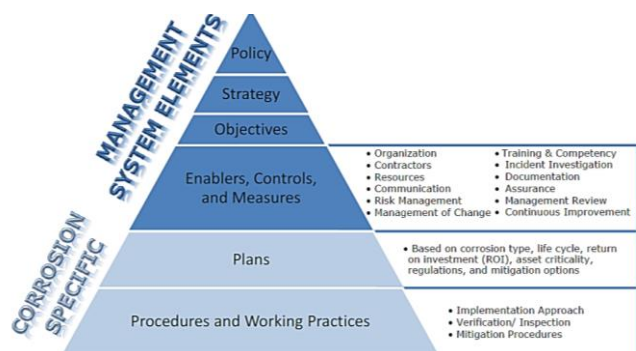 MANAGEMENT
SYSTEM ELEMENTS
CORROSION
SPECIFIC
Policy
Strategy
Objectives
Enablers, Controls,
and Measures
• Organization
• Contractors
• Resources
• Communication
• Risk Management
• Management of Change
• Training & Competency
• Incident Investigation
• Documentation
• Assurance
• Management Review
• Continuous Improvement
Plans
• Based on corrosion type, life cycle, return
on investment (ROI), asset criticality,
regulations, and mitigation options
Procedures and Working Practices
• Implementation Approach
• Verification/ Inspection
• Mitigation Procedures